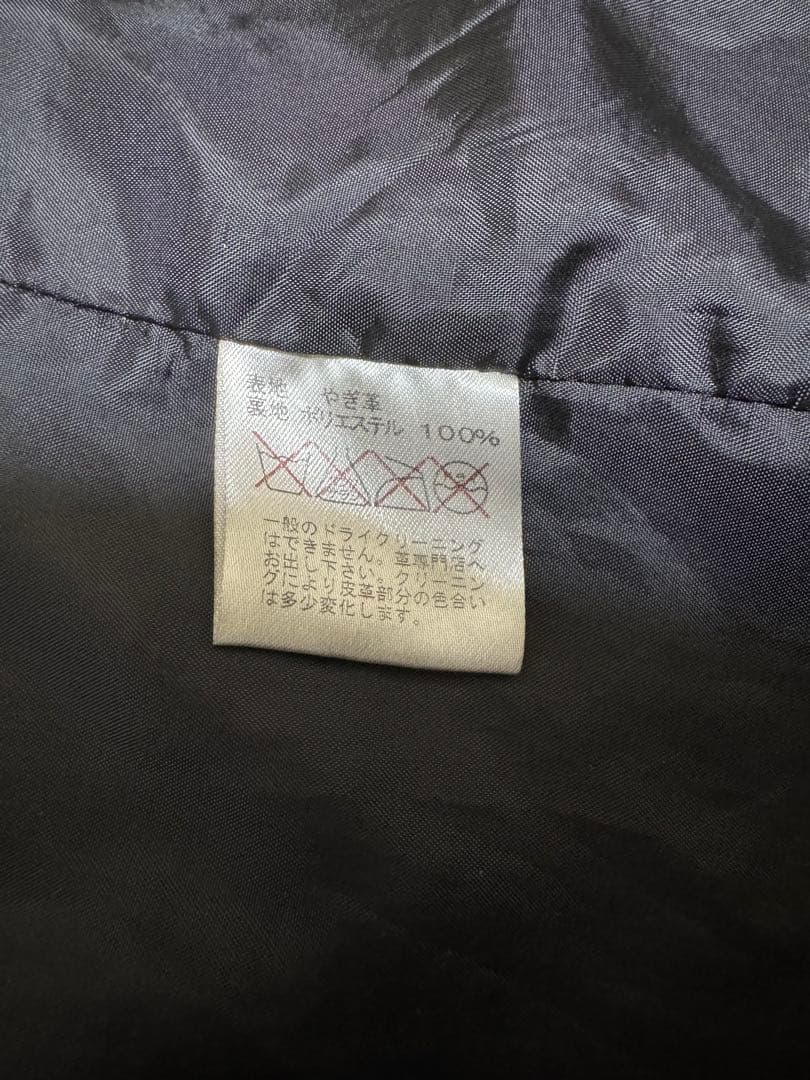 表地 やぎ革
裏地 ポリエステル 100%
一般のドライクリーニング
はできません。革専門店へ
お出し下さい。クリーニン
グにより皮革部分の色合い
は多少変化します。